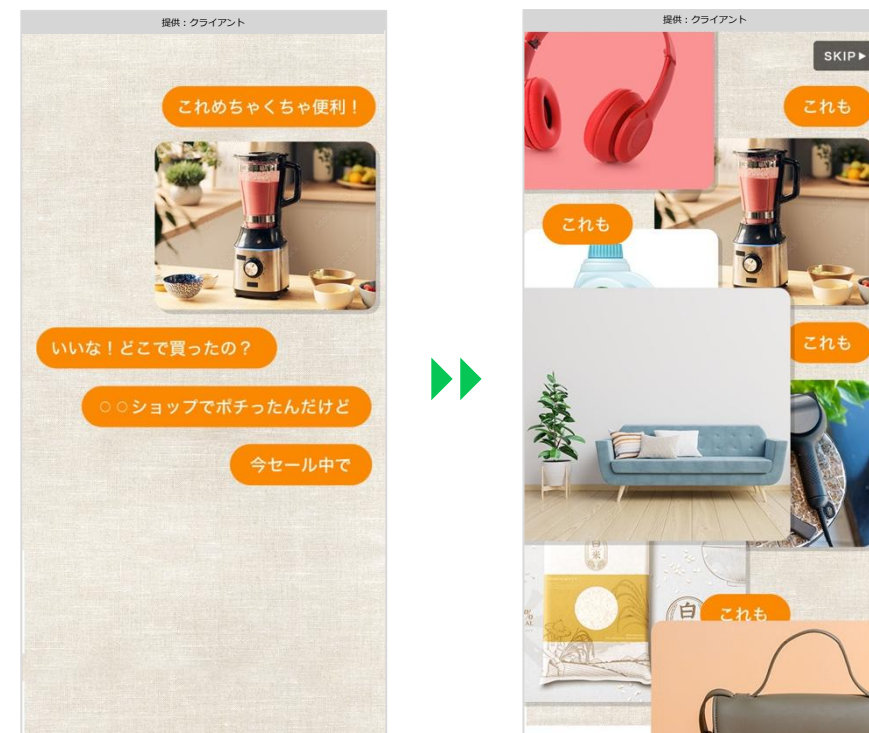 提供：クライアント
これめちゃくちゃ便利！
いいな！どこで買ったの？
○○ショップでポチったんだけど
今セール中で
提供：クライアント
SKIP▶
これも
これも
これも
白米
白
これも